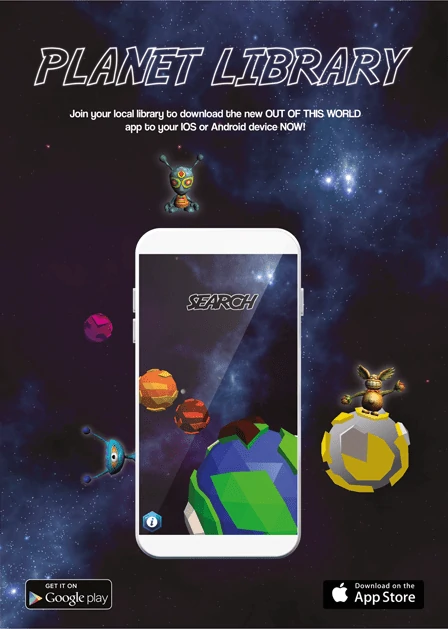 PLANET LIBRARY
Join your local library to download the new OUT OF THIS WORLD
app to your IOS or Android device NOW!
SEARCH
i
GET IT ON
Google play
Download on the
App Store